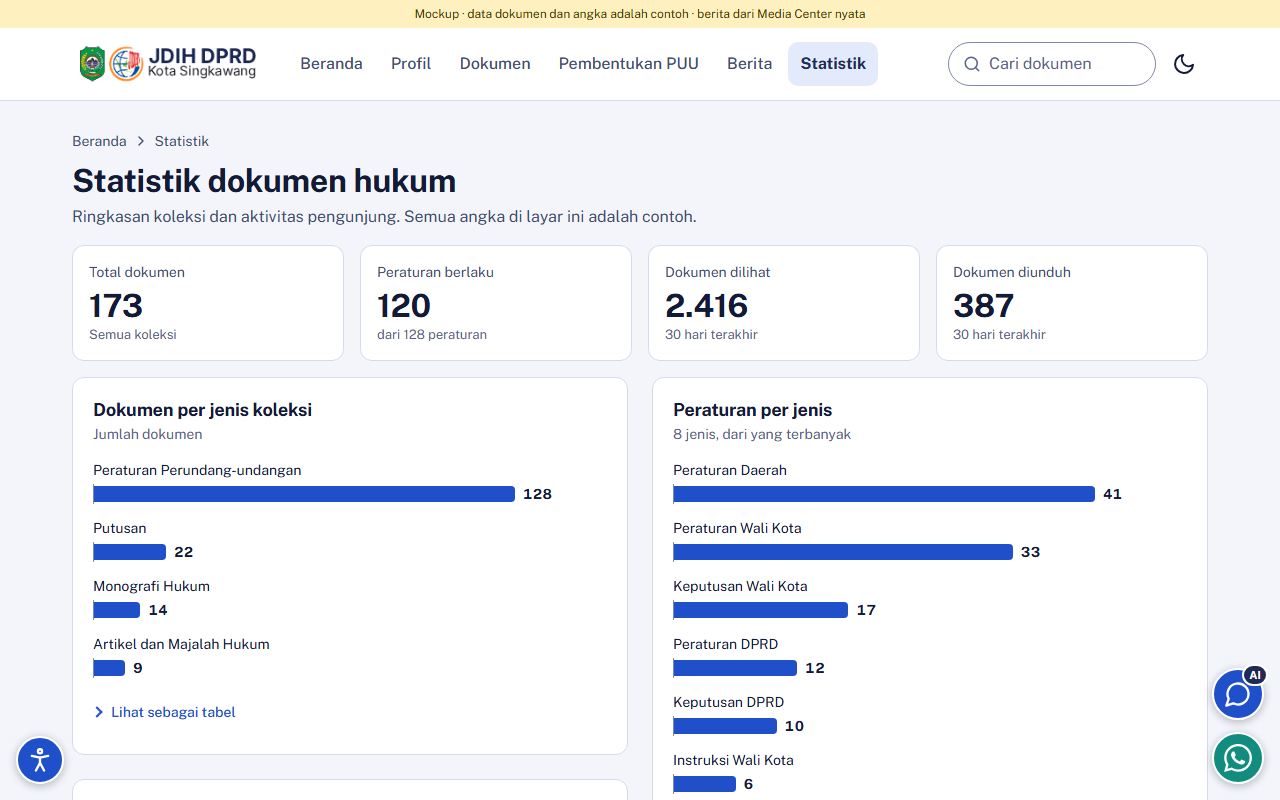 Mockup · data dokumen dan angka adalah contoh · berita dari Media Center nyata
JDIH DPRD
Kota Singkawang
Beranda
Profil
Dokumen
Pembentukan PUU
Berita
Statistik
Cari dokumen
Beranda > Statistik
Statistik dokumen hukum
Ringkasan koleksi dan aktivitas pengunjung. Semua angka di layar ini adalah contoh.
Total dokumen
173
Semua koleksi
Peraturan berlaku
120
dari 128 peraturan
Dokumen dilihat
2.416
30 hari terakhir
Dokumen diunduh
387
30 hari terakhir
Dokumen per jenis koleksi
Jumlah dokumen
Peraturan Perundang-undangan
128
Putusan
22
Monografi Hukum
14
Artikel dan Majalah Hukum
9
Lihat sebagai tabel
Peraturan per jenis
8 jenis, dari yang terbanyak
Peraturan Daerah
41
Peraturan Wali Kota
33
Keputusan Wali Kota
17
Peraturan DPRD
12
Keputusan DPRD
10
Instruksi Wali Kota
6
AI